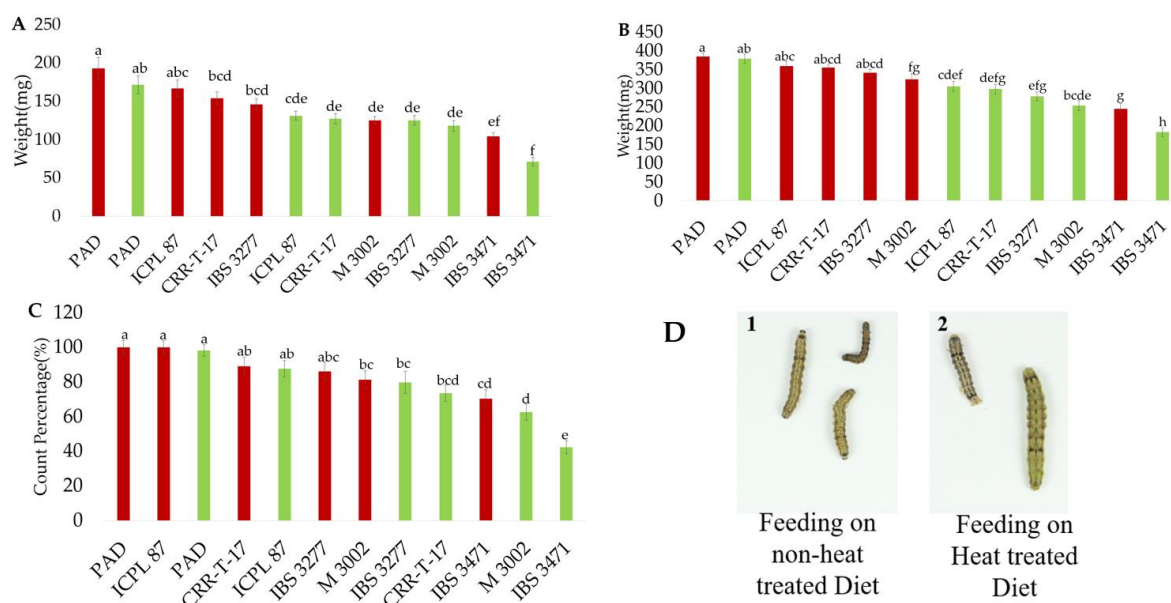 A
Weight(mg)
250
200
150
100
50
0
a
ab
abc
bcd
bcd
cde
de
de
de
de
ef
f
PAD
PAD
ICPL 87
CRR-T-17
IBS 3277
ICPL 87
CRR-T-17
M 3002
IBS 3277
M 3002
IBS 3471
IBS 3471
B
Weight(mg)
450
400
350
300
250
200
150
100
50
0
a
ab
abc
abcd
abcd
fg
cdef
defg
efg
bcde
g
h
PAD
PAD
ICPL 87
CRR-T-17
IBS 3277
M 3002
ICPL 87
CRR-T-17
IBS 3277
M 3002
IBS 3471
IBS 3471
C
Count Percentage(%)
120
100
80
60
40
20
0
a
a
a
ab
ab
abc
bc
bc
bcd
cd
d
e
PAD
ICPL 87
PAD
CRR-T-17
ICPL 87
IBS 3277
M 3002
IBS 3277
CRR-T-17
IBS 3471
M 3002
IBS 3471
D
1
2
Feeding on
non-heat
treated Diet
Feeding on
Heat treated
Diet